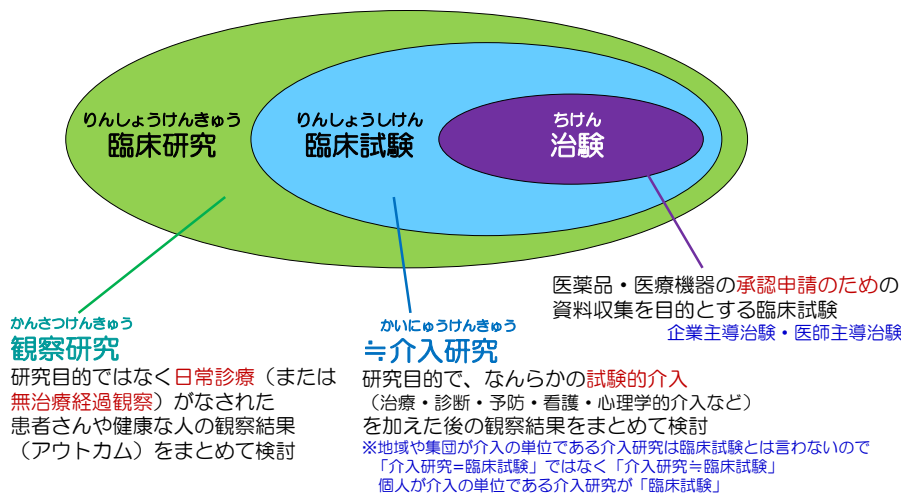 りんしょうけんきゅう
臨床研究
りんしょうしけん
臨床試験
ちけん
治験
医薬品・医療機器の承認申請のための
資料収集を目的とする臨床試験
企業主導治験・医師主導治験
かんさつけんきゅう
観察研究
研究目的ではなく日常診療（または
無治療経過観察）がなされた
患者さんや健康な人の観察結果
（アウトカム）をまとめて検討
かいにゅうけんきゅう
≒介入研究
研究目的で、なんらかの試験的介入
（治療・診断・予防・看護・心理学的介入など）
を加えた後の観察結果をまとめて検討
※地域や集団が介入の単位である介入研究は臨床試験とは言わないので
「介入研究=臨床試験」ではなく「介入研究≒臨床試験」
個人が介入の単位である介入研究が「臨床試験」